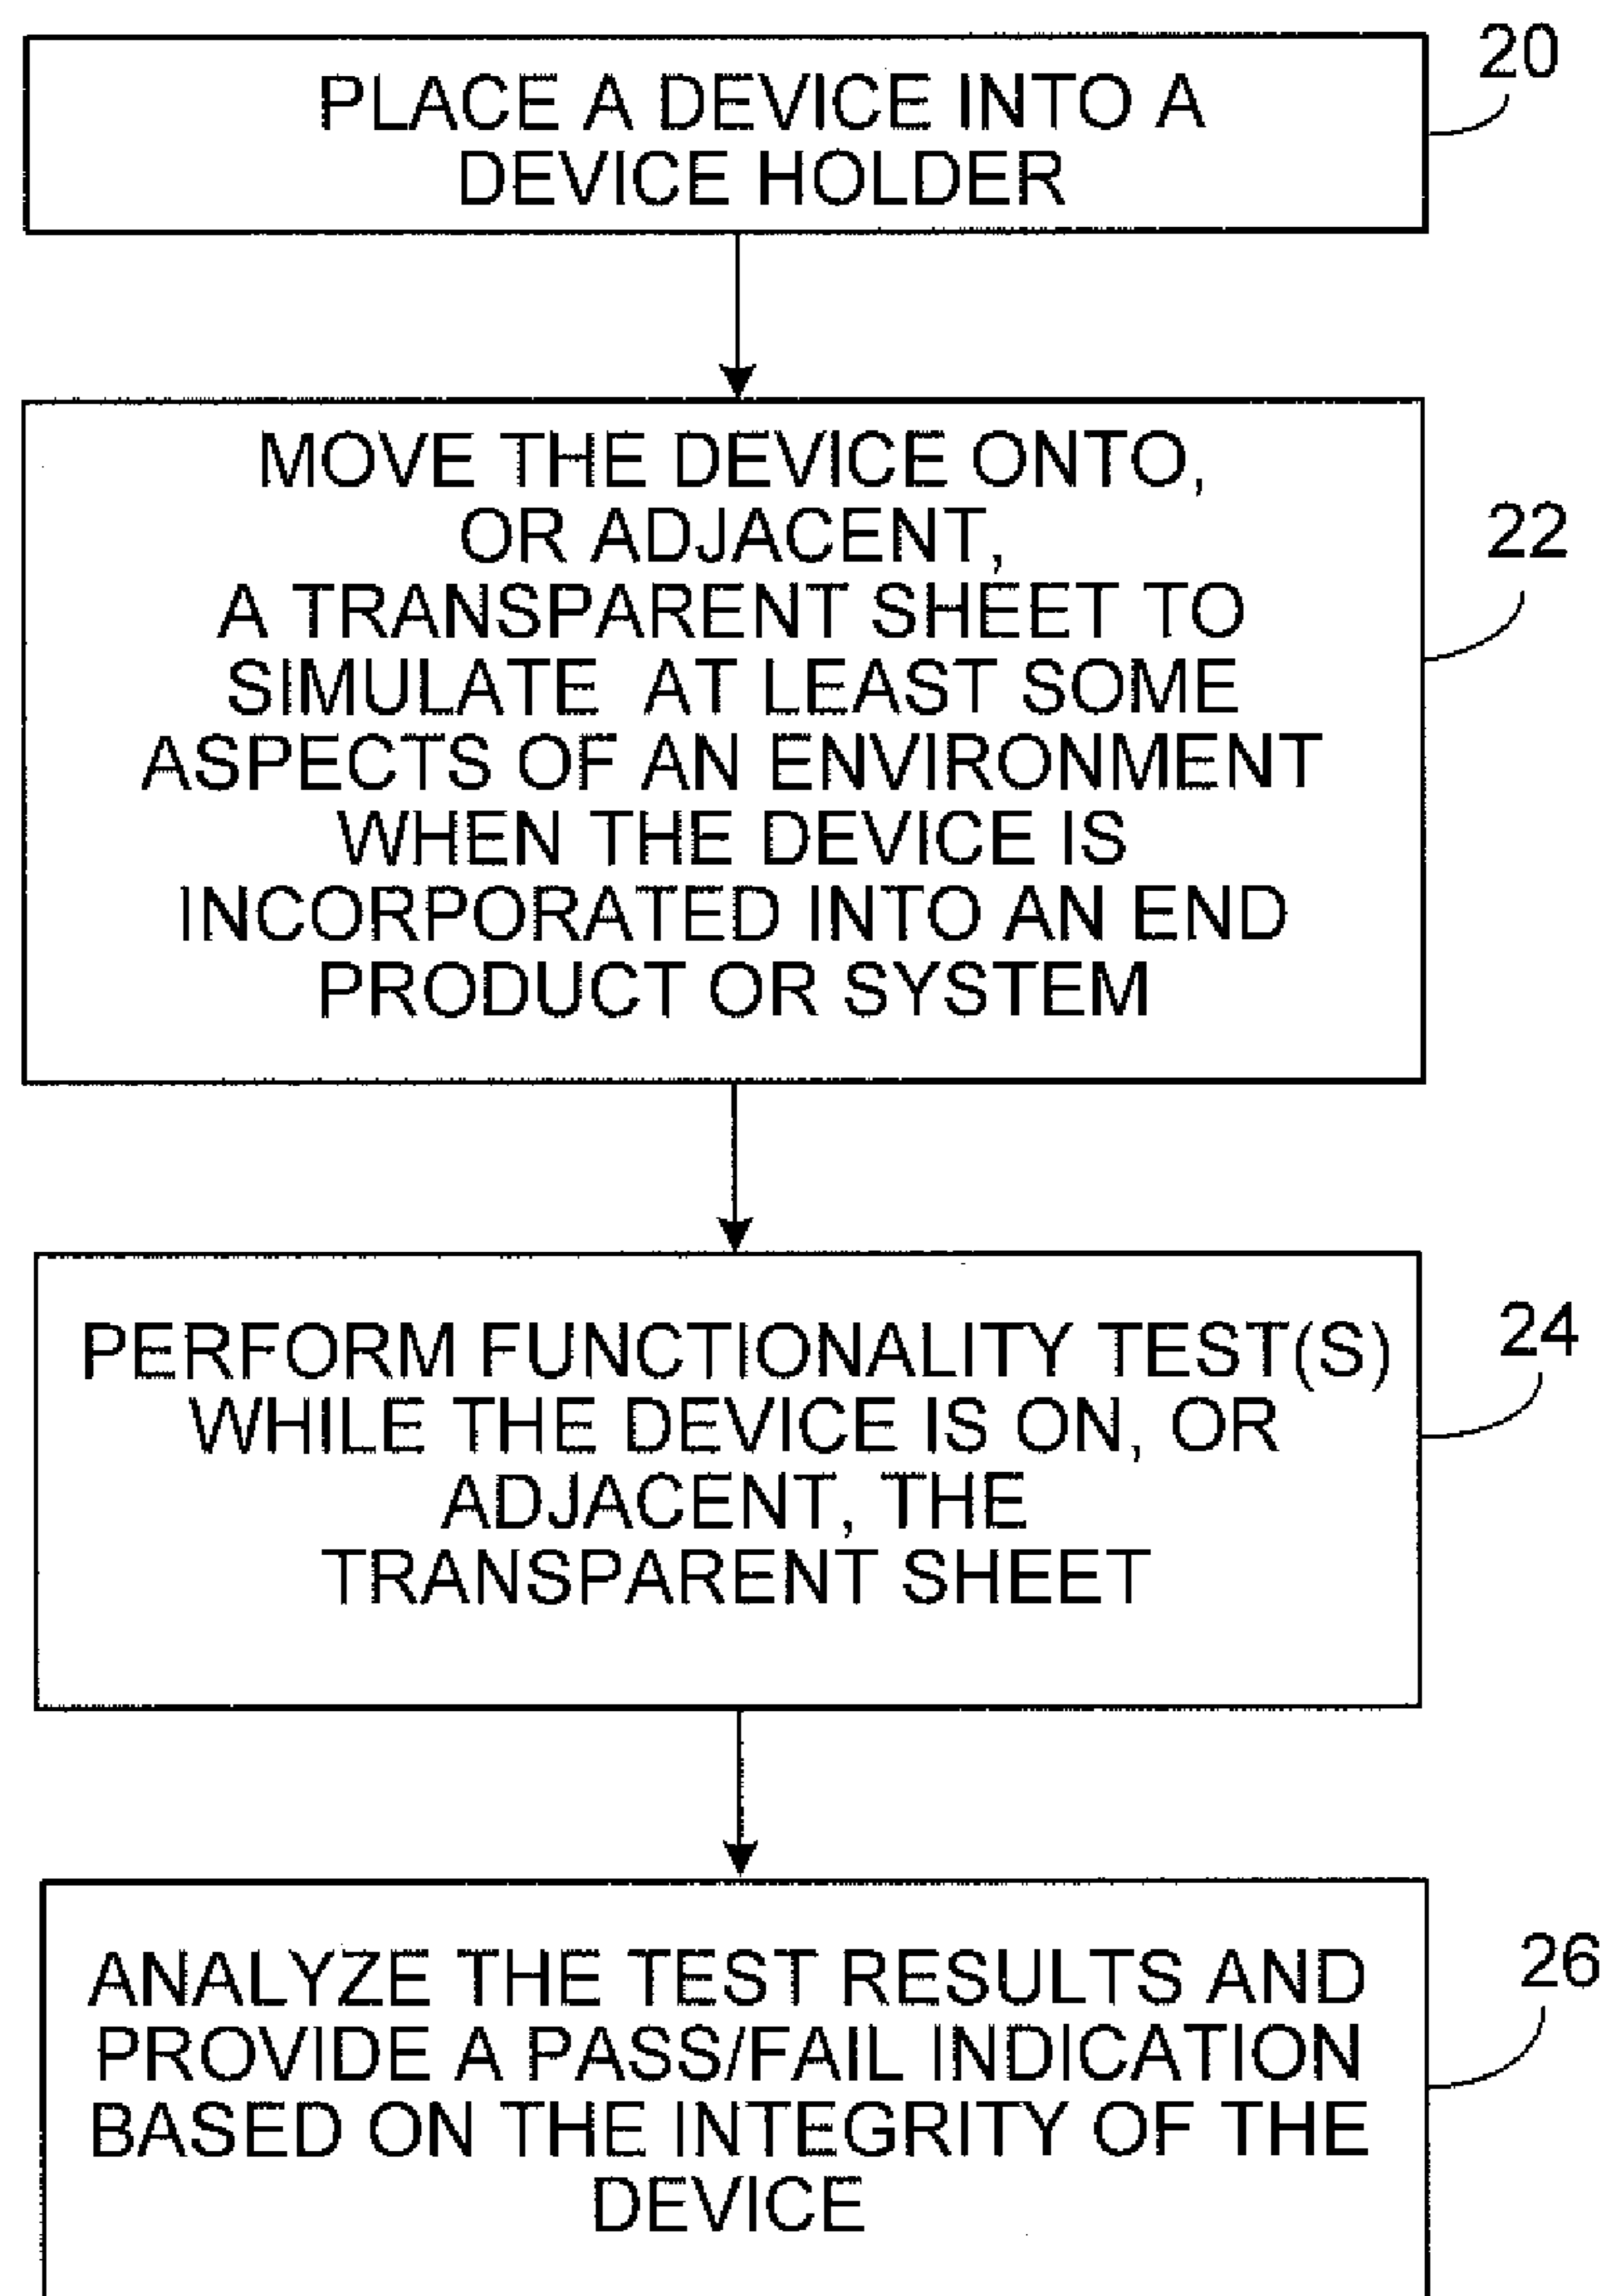 PLACE A DEVICE INTO A
DEVICE HOLDER
20
MOVE THE DEVICE ONTO,
OR ADJACENT,
A TRANSPARENT SHEET TO
SIMULATE AT LEAST SOME
ASPECTS OF AN ENVIRONMENT
WHEN THE DEVICE IS
INCORPORATED INTO AN END
PRODUCT OR SYSTEM
22
PERFORM FUNCTIONALITY TEST(S)
WHILE THE DEVICE IS ON, OR
ADJACENT, THE
TRANSPARENT SHEET
24
ANALYZE THE TEST RESULTS AND
PROVIDE A PASS/FAIL INDICATION
BASED ON THE INTEGRITY OF THE
DEVICE
26